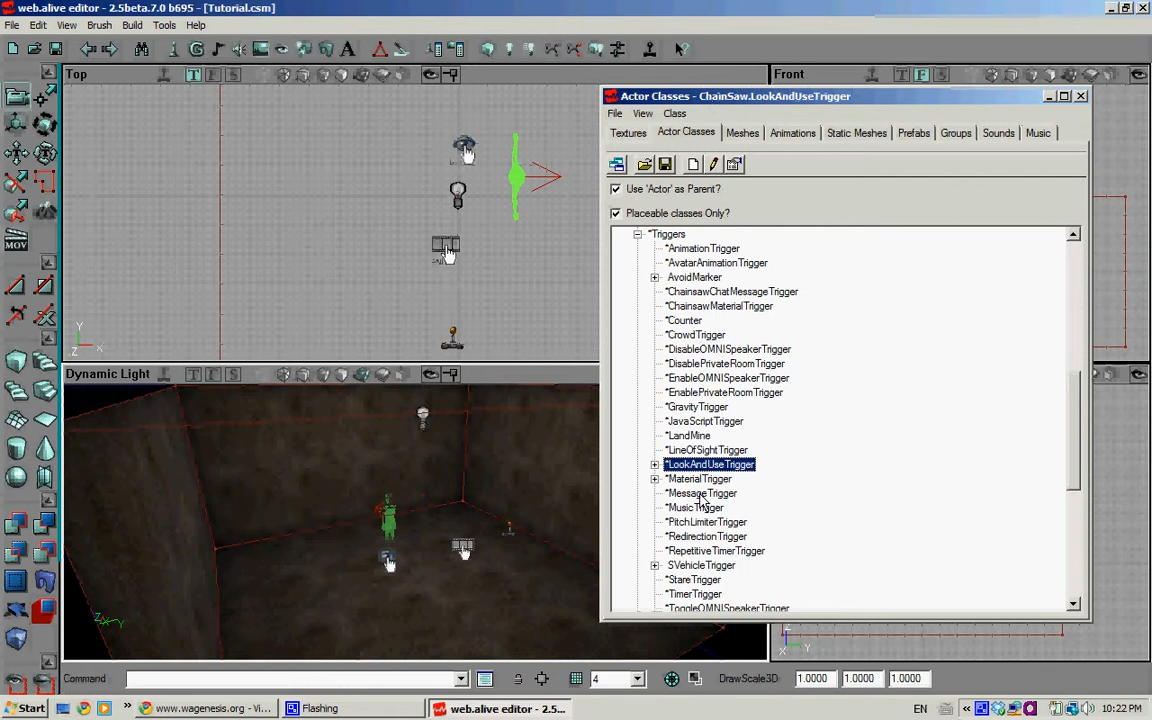 web.alive editor - 2.5beta.7.0 b695 - [Tutorial.csm]
File Edit View Brush Build Tools Help
Top
T F S
Front
T F S
Actor Classes - ChainSaw.LookAndUseTrigger
File View Class
Textures Actor Classes Meshes Animations Static Meshes Prefabs Groups Sounds Music
Use 'Actor' as Parent?
Placeable classes Only?
*Triggers
*AnimationTrigger
*AvatarAnimationTrigger
AvoidMarker
*ChainsawChatMessageTrigger
*ChainsawMaterialTrigger
*Counter
*CrowdTrigger
*DisableOMNISpeakerTrigger
*DisablePrivateRoomTrigger
*EnableOMNISpeakerTrigger
*EnablePrivateRoomTrigger
*GravityTrigger
*JavaScriptTrigger
*LandMine
*LineOfSightTrigger
*LookAndUseTrigger
*MaterialTrigger
*MessageTrigger
*MusicTrigger
*PitchLimiterTrigger
*RedirectionTrigger
*RepetitiveTimerTrigger
SVehicleTrigger
*StareTrigger
*TimerTrigger
*ToggleOMNISpeakerTrigger
MOV
Y
Z X
Dynamic Light
T F S
Z Y
X Y
Command
4
DrawScale3D: 1.0000 1.0000 1.0000
Start
www.wagenesis.org - Vi...
Flashing
web.alive editor - 2.5...
EN
10:22 PM